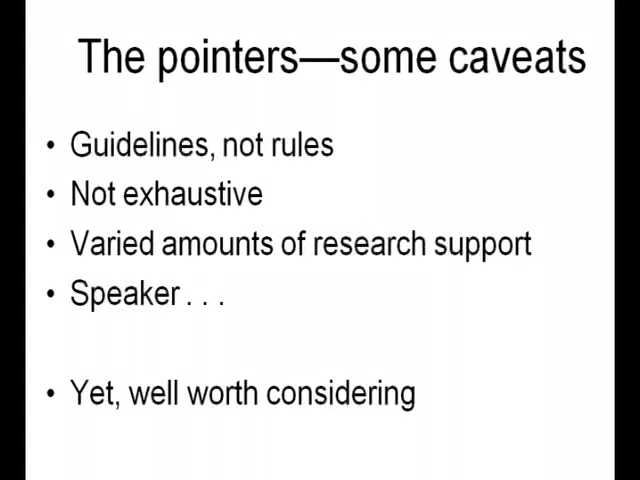 The pointers—some caveats
• Guidelines, not rules
• Not exhaustive
• Varied amounts of research support
• Speaker . . .
• Yet, well worth considering